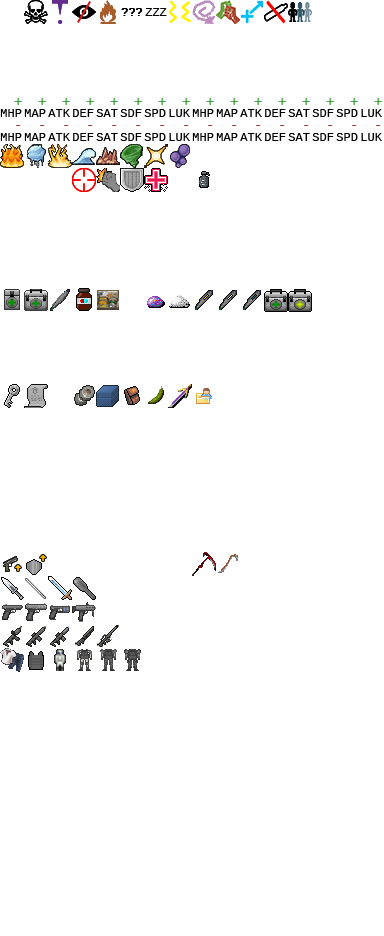 ??? ZZZ
+ + + + + + + + + + + + + + + +
MHP MAP ATK DEF SAT SDF SPD LUK MHP MAP ATK DEF SAT SDF SPD LUK
- - - - - - - - - - - - - - - -
MHP MAP ATK DEF SAT SDF SPD LUK MHP MAP ATK DEF SAT SDF SPD LUK